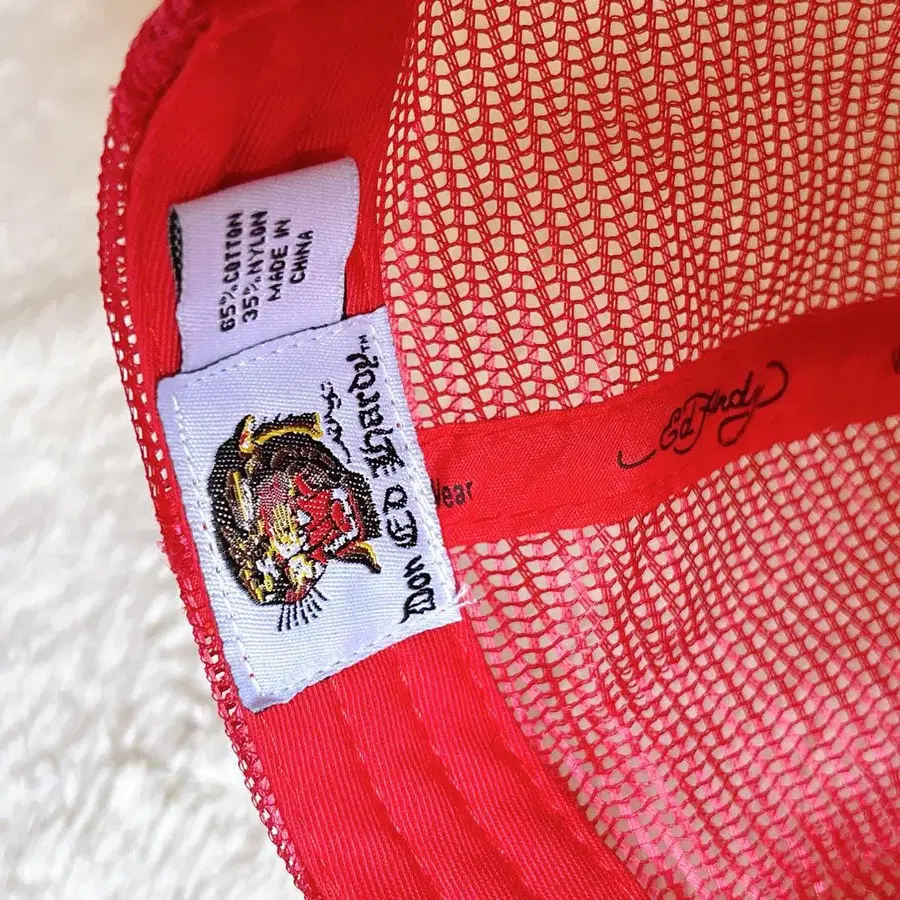 65% COTTON
35% NYLON
MADE IN
CHINA
Don Ed Hardy™
Ed Hardy
Wear